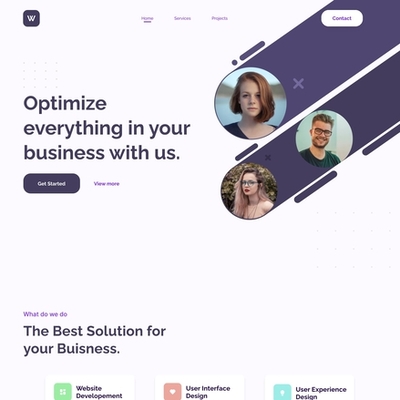 W
Home Services Projects Contact
Optimize
everything in your
business with us.
Get Started View more
What do we do
The Best Solution for
your Buisness.
Website User Interface User Experience
Developement Design Design